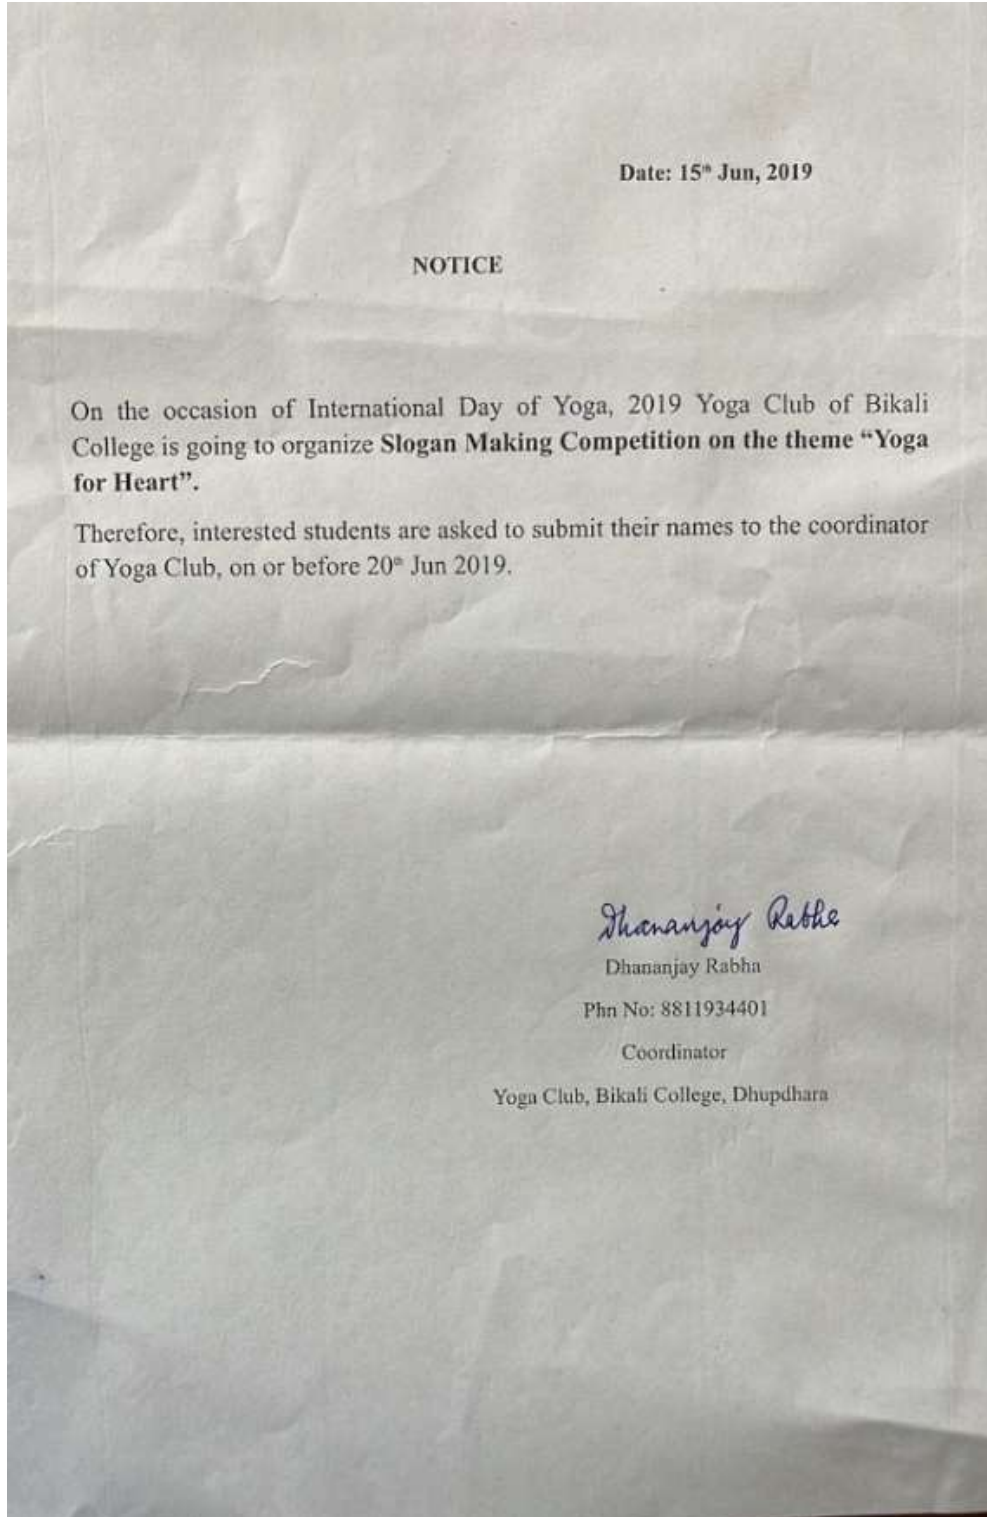 Date: 15th Jun, 2019
NOTICE
On the occasion of International Day of Yoga, 2019 Yoga Club of Bikali
College is going to organize Slogan Making Competition on the theme “Yoga
for Heart”.
Therefore, interested students are asked to submit their names to the coordinator
of Yoga Club, on or before 20th Jun 2019.
Dhananjay Rabha
Dhananjay Rabha
Phn No: 8811934401
Coordinator
Yoga Club, Bikali College, Dhupdhara